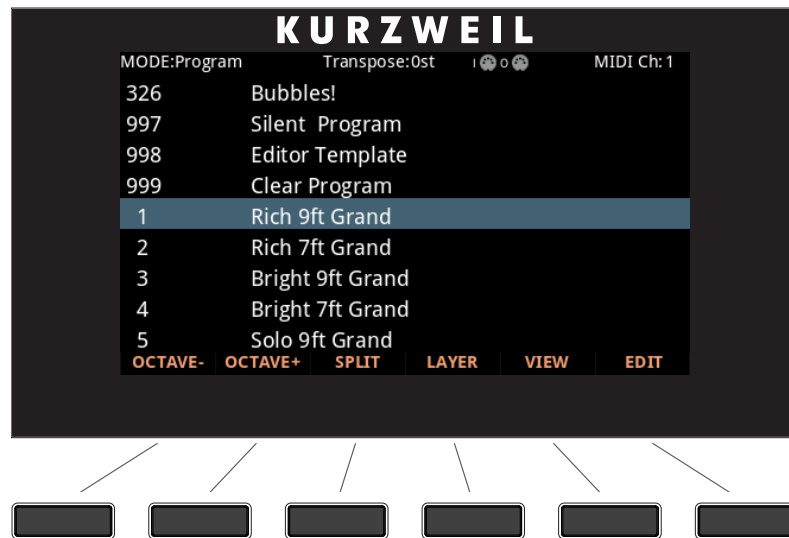 KURZWEIL
MODE:Program Transpose:0st I O MIDI Ch:1
326 Bubbles!
997 Silent Program
998 Editor Template
999 Clear Program
1 Rich 9ft Grand
2 Rich 7ft Grand
3 Bright 9ft Grand
4 Bright 7ft Grand
5 Solo 9ft Grand
OCTAVE- OCTAVE+ SPLIT LAYER VIEW EDIT